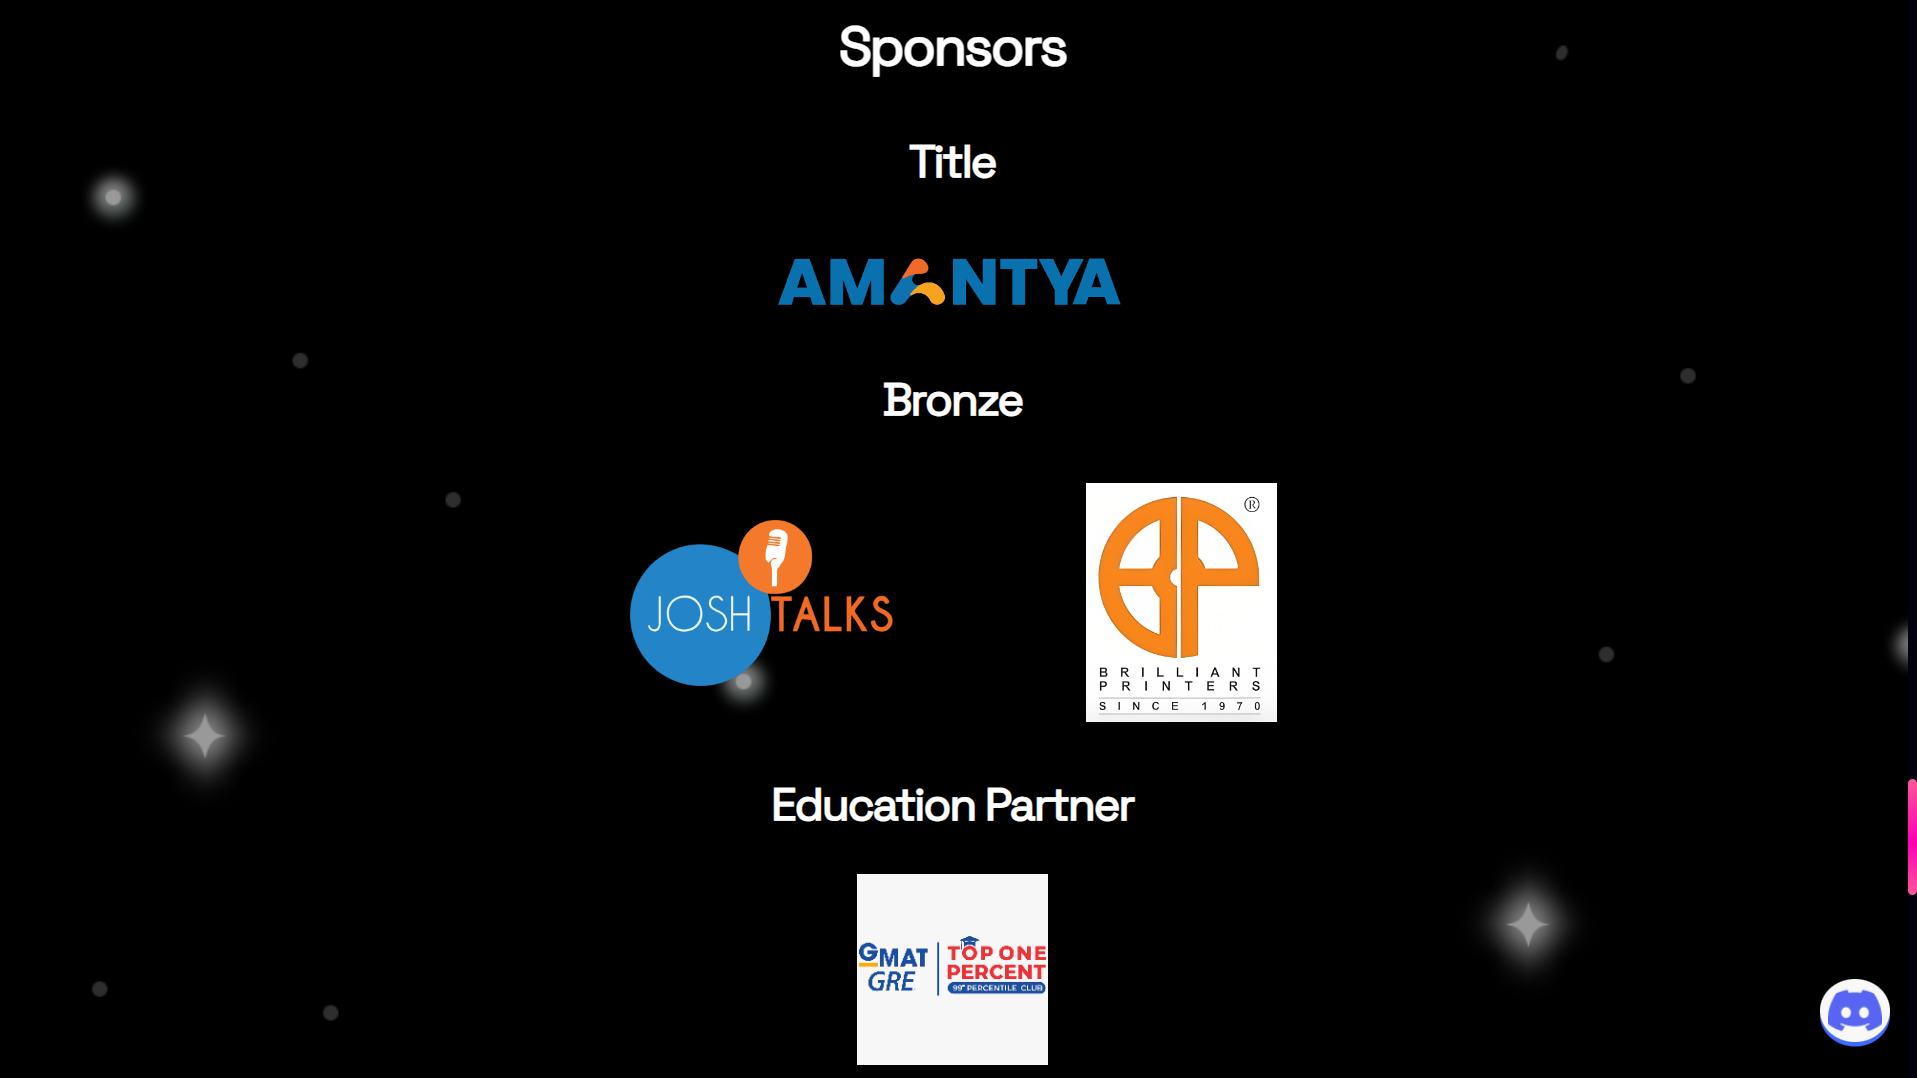 Sponsors
Title
AMANTYA
Bronze
JOSH TALKS
®
BRILLIANT
PRINTERS
SINCE 1970
Education Partner
GMAT
GRE
TOP ONE
PERCENT
99th PERCENTILE CLUB